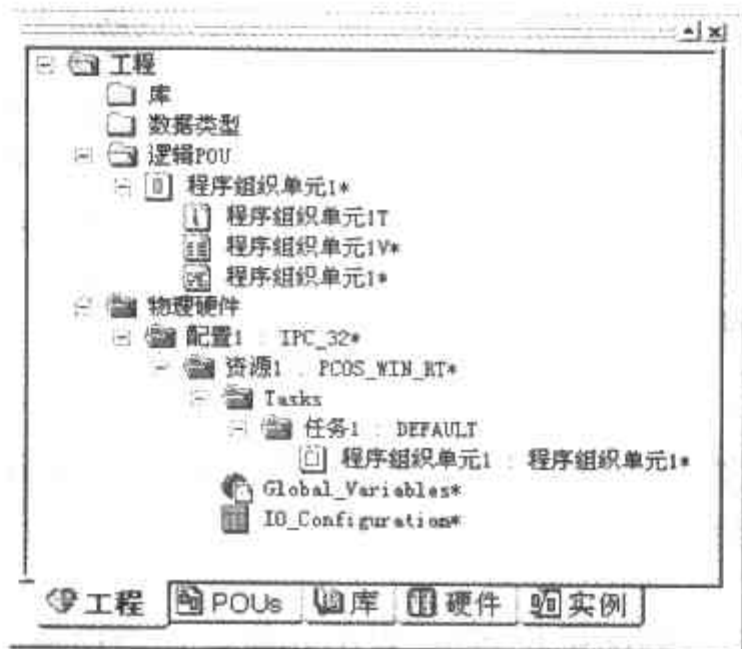 工程
库
数据类型
逻辑POU
程序组织单元1*
程序组织单元1T
程序组织单元1V*
程序组织单元1*
物理硬件
配置1 : IPC_32*
资源1 : PCOS_WIN_RT*
Tasks
任务1 : DEFAULT
程序组织单元1 : 程序组织单元1*
Global_Variables*
IO_Configuration*
工程 POUs 库 硬件 实例